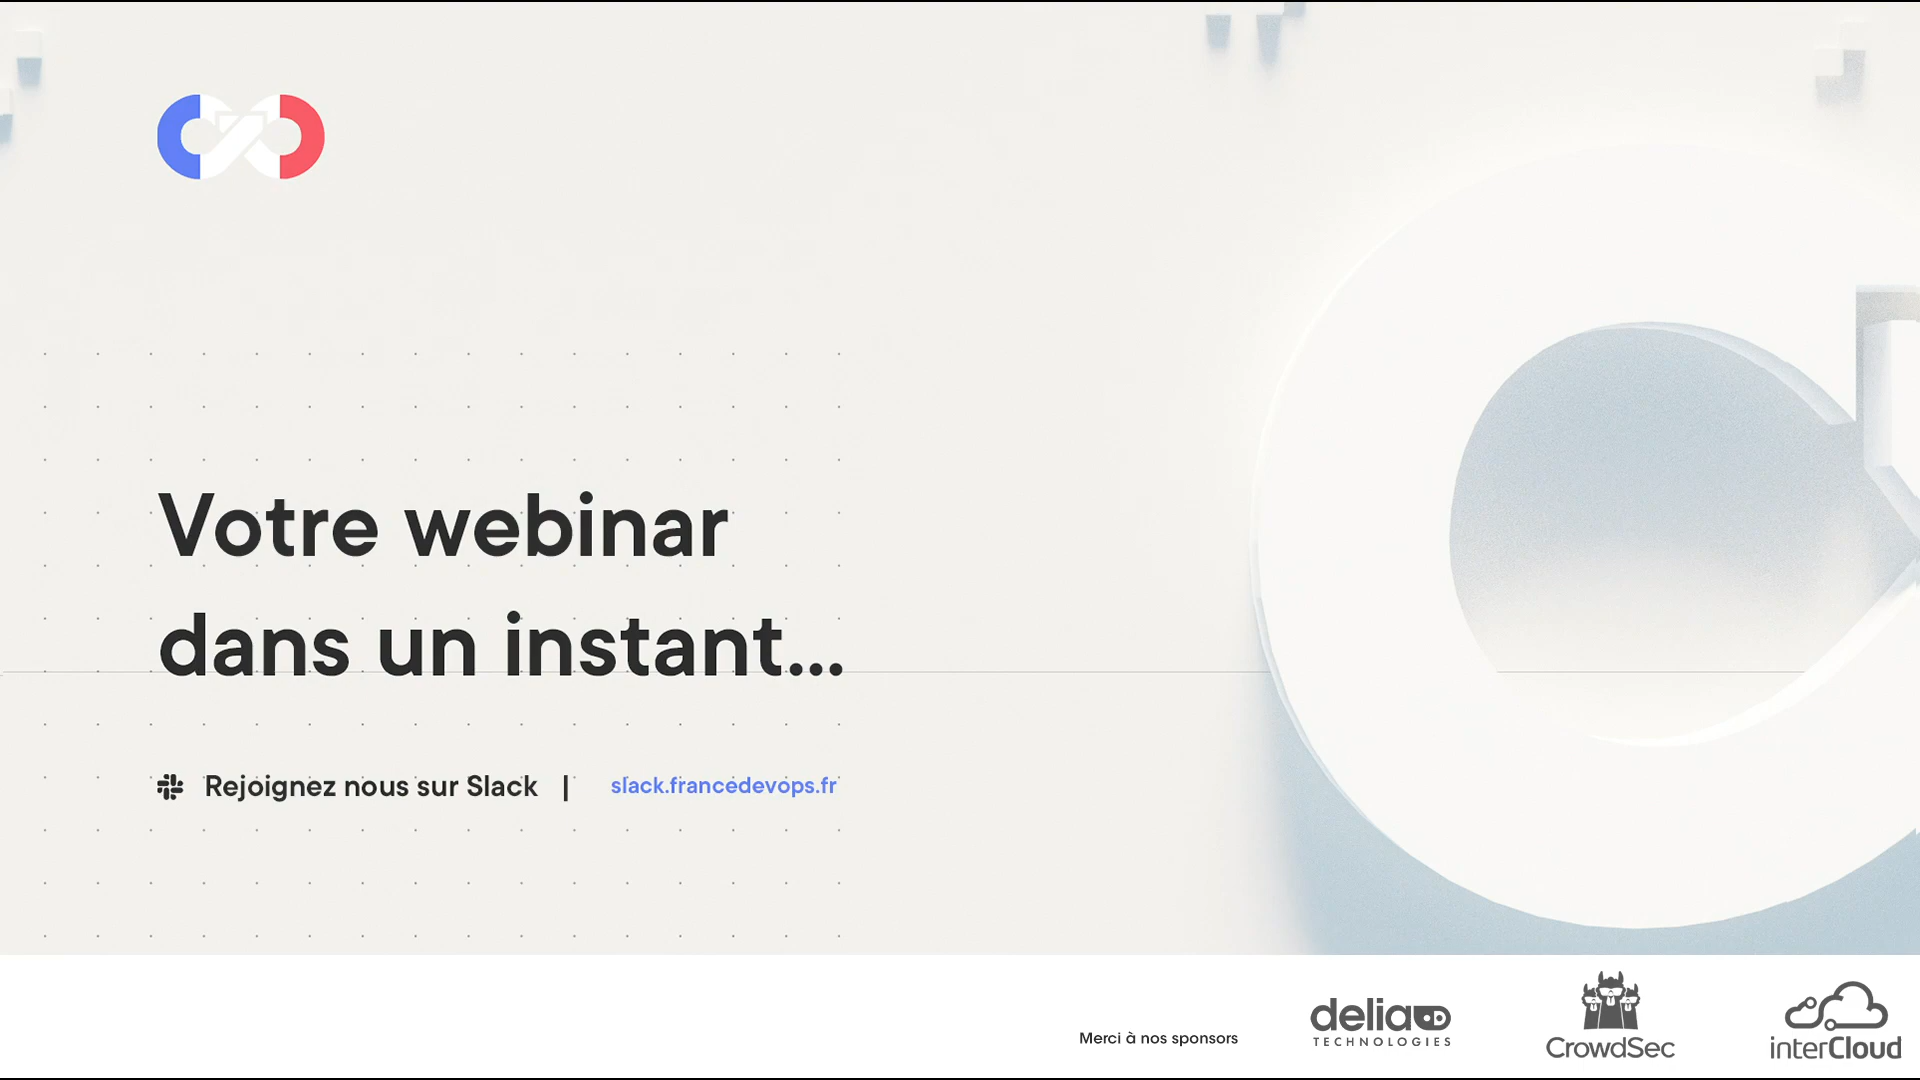 Votre webinar
dans un instant...
Rejoignez nous sur Slack | slack.francedevops.fr
Merci à nos sponsors
delia
TECHNOLOGIES
CrowdSec
interCloud